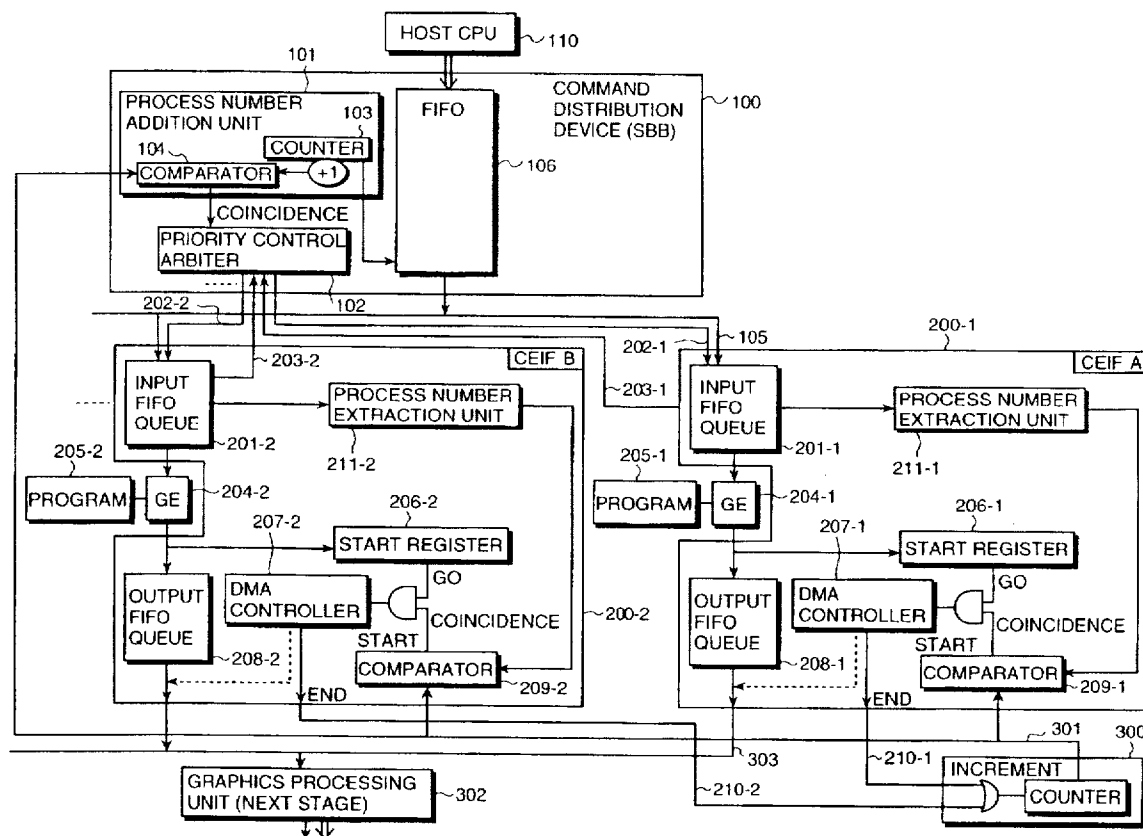 HOST CPU
110
101
PROCESS NUMBER
ADDITION UNIT
103
104
COUNTER
COMPARATOR
+1
COINCIDENCE
PRIORITY CONTROL
ARBITER
102
FIFO
106
COMMAND
DISTRIBUTION
DEVICE (SBB)
100
202-2
203-2
CEIF B
INPUT
FIFO
QUEUE
201-2
PROCESS NUMBER
EXTRACTION UNIT
211-2
205-2
PROGRAM
GE
204-2
206-2
START REGISTER
207-2
GO
DMA
CONTROLLER
COINCIDENCE
OUTPUT
FIFO
QUEUE
208-2
START
COMPARATOR
209-2
200-2
END
202-1
105
203-1
200-1
CEIF A
INPUT
FIFO
QUEUE
201-1
PROCESS NUMBER
EXTRACTION UNIT
211-1
205-1
PROGRAM
GE
204-1
206-1
START REGISTER
207-1
GO
DMA
CONTROLLER
COINCIDENCE
OUTPUT
FIFO
QUEUE
208-1
START
COMPARATOR
209-1
END
301
300
303
210-1
210-2
INCREMENT
COUNTER
GRAPHICS PROCESSING
UNIT (NEXT STAGE)
302